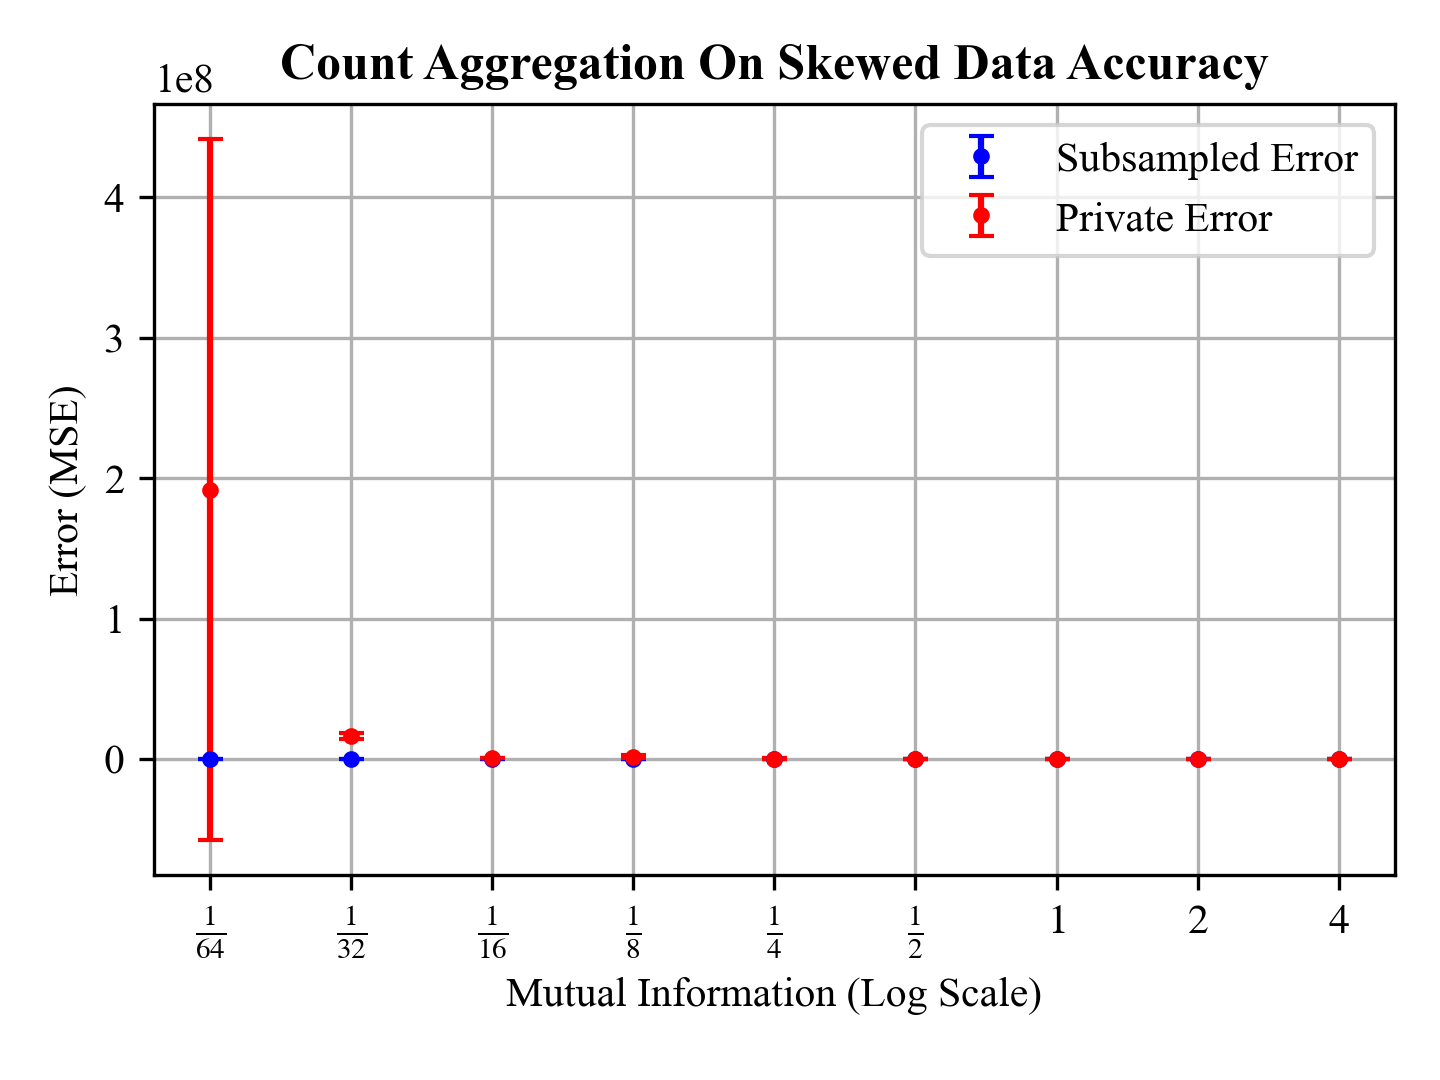 Count Aggregation On Skewed Data Accuracy
1e8
Subsampled Error
Private Error
4
3
2
1
0
Error (MSE)
1/64 1/32 1/16 1/8 1/4 1/2 1 2 4
Mutual Information (Log Scale)